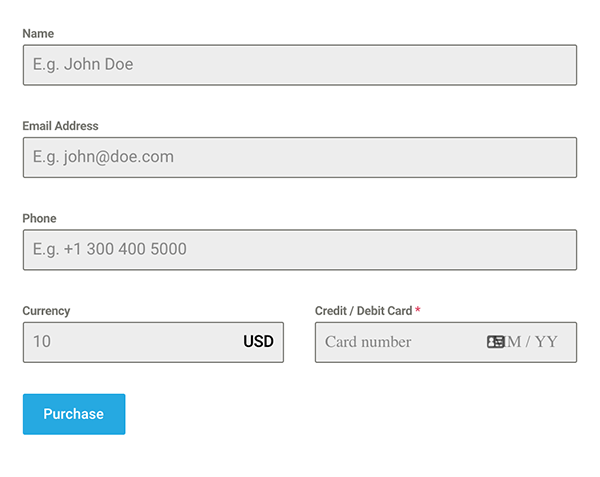 Name
E.g. John Doe
Email Address
E.g. john@doe.com
Phone
E.g. +1 300 400 5000
Currency
10 USD
Credit / Debit Card *
Card number M / YY
Purchase